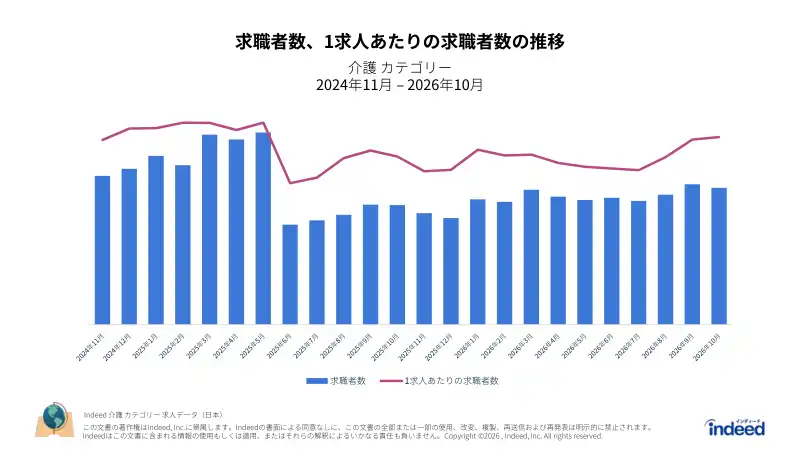 求職者数、1求人あたりの求職者数の推移
介護 カテゴリー
2024年11月 – 2026年10月
2024年11月
2024年12月
2025年1月
2025年2月
2025年3月
2025年4月
2025年5月
2025年6月
2025年7月
2025年8月
2025年9月
2025年10月
2025年11月
2025年12月
2026年1月
2026年2月
2026年3月
2026年4月
2026年5月
2026年6月
2026年7月
2026年8月
2026年9月
2026年10月
求職者数 1求人あたりの求職者数
Indeed 介護 カテゴリー 求人データ（日本）
この文書の著作権はIndeed, Inc.に帰属します。Indeedの書面による同意なしに、この文書の全部または一部の使用、改変、複製、再送信および再発表は明示的に禁止されます。
Indeedはこの文書に含まれる情報の使用もしくは適用、またはそれらの解釈によるいかなる責任も負いません。Copyright ©2026 , Indeed, Inc. All rights reserved.
インディード
indeed